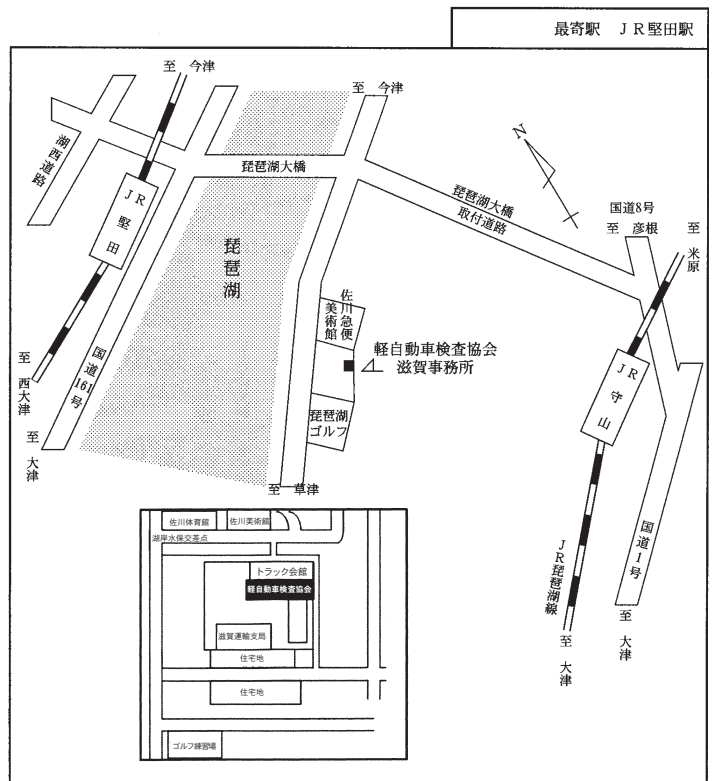 最寄駅　ＪＲ堅田駅
至　今津
至　今津
湖西道路
琵琶湖大橋
琵琶湖大橋
取付道路
N
国道8号
至　彦根
至　米原
ＪＲ堅田
琵琶湖
佐川急便
美術館
軽自動車検査協会
滋賀事務所
琵琶湖
ゴルフ
ＪＲ守山
至　西大津
国道161号
至　大津
至　草津
国道1号
ＪＲ琵琶湖線
至　大津
至　大津
佐川体育館
佐川美術館
湖岸水保交差点
トラック会館
軽自動車検査協会
滋賀運輸支局
住宅地
住宅地
ゴルフ練習場